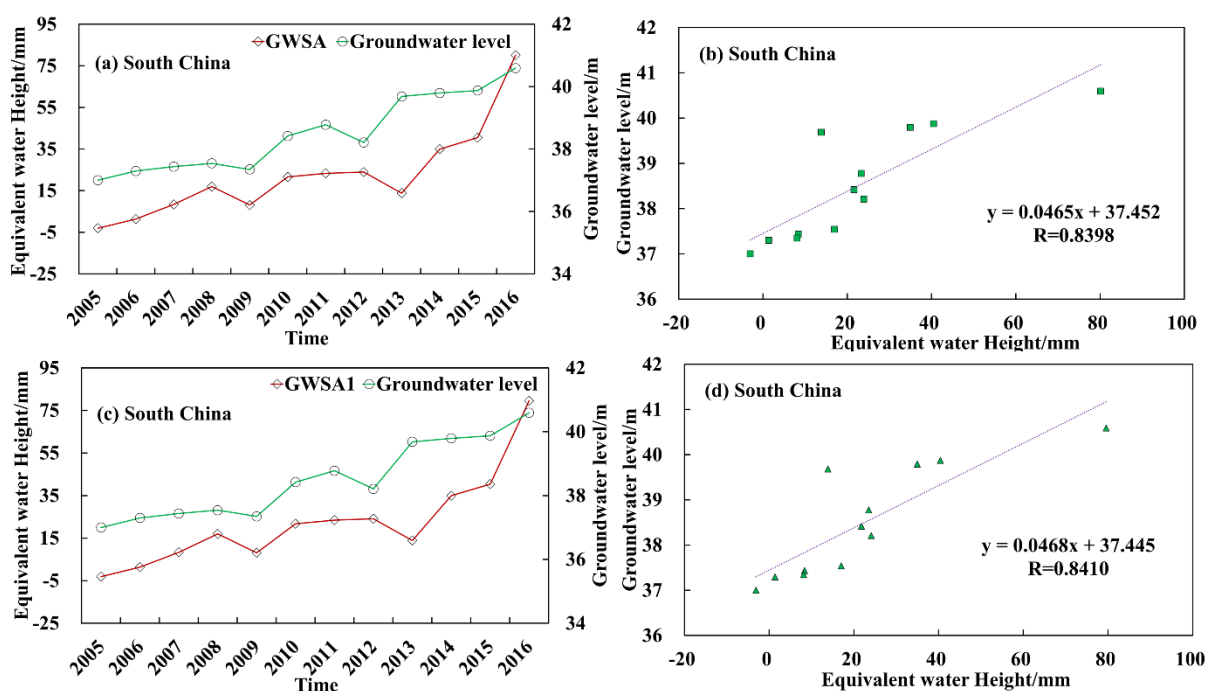 GWSA Groundwater level
(a) South China
Equivalent water Height/mm
95
75
55
35
15
-5
-25
42
40
38
36
34
Groundwater level/m
2005 2006 2007 2008 2009 2010 2011 2012 2013 2014 2015 2016
Time
(b) South China
Groundwater level/m
42
41
40
39
38
37
36
y = 0.0465x + 37.452
R=0.8398
-20 0 20 40 60 80 100
Equivalent water Height/mm
GWSA1 Groundwater level
(c) South China
Equivalent water Height/mm
95
75
55
35
15
-5
-25
42
40
38
36
34
Groundwater level/m
2005 2006 2007 2008 2009 2010 2011 2012 2013 2014 2015 2016
Time
(d) South China
Groundwater level/m
42
41
40
39
38
37
36
y = 0.0468x + 37.445
R=0.8410
-20 0 20 40 60 80 100
Equivalent water Height/mm